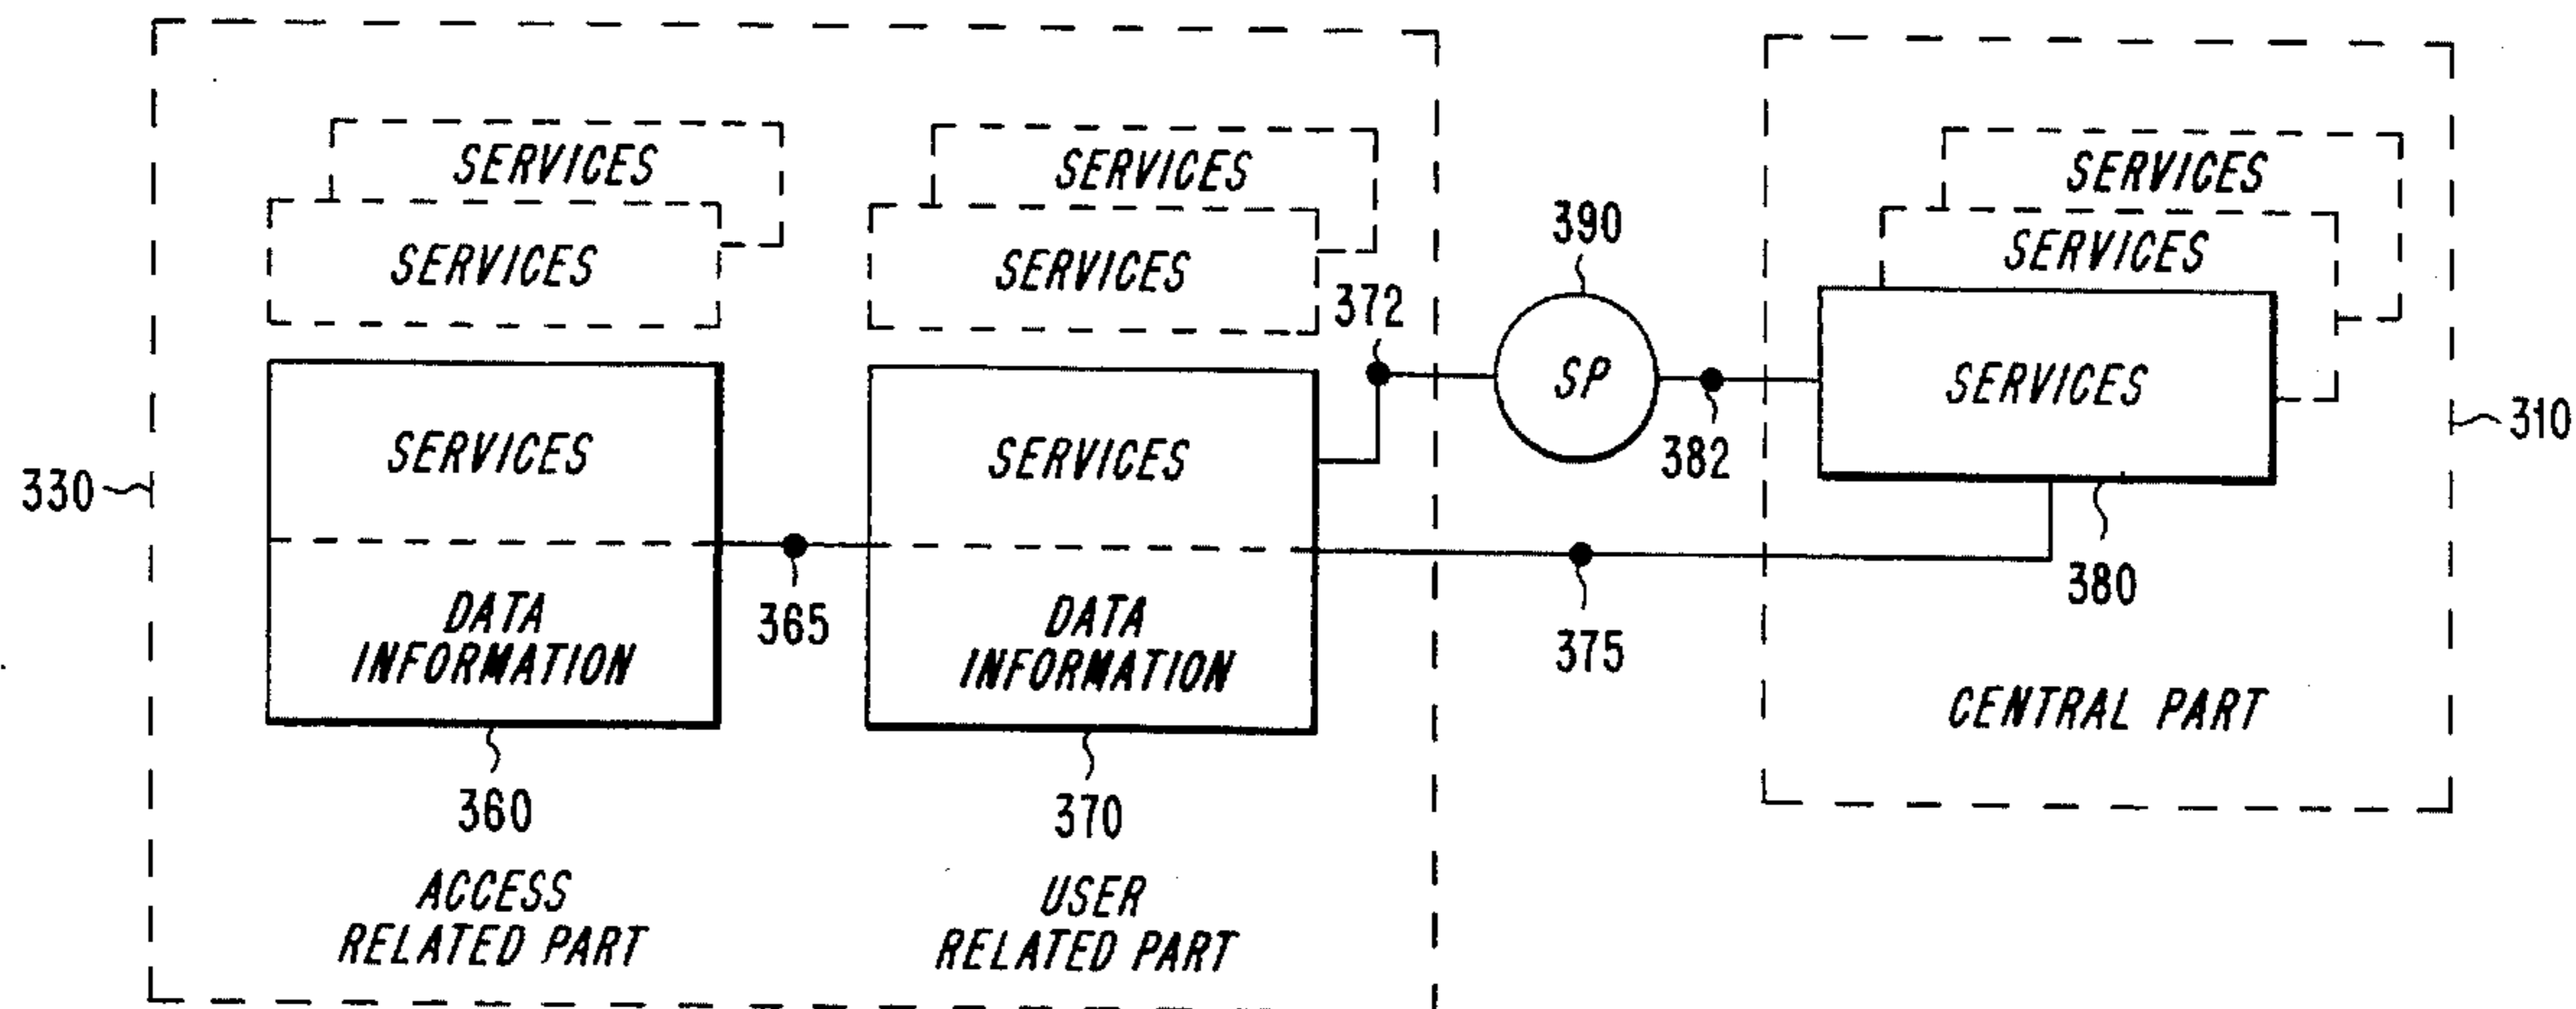 SERVICES
SERVICES
SERVICES
DATA
INFORMATION
330
360
ACCESS
RELATED PART
365
SERVICES
SERVICES
SERVICES
DATA
INFORMATION
370
USER
RELATED PART
372
390
SP
382
375
SERVICES
SERVICES
SERVICES
380
310
CENTRAL PART